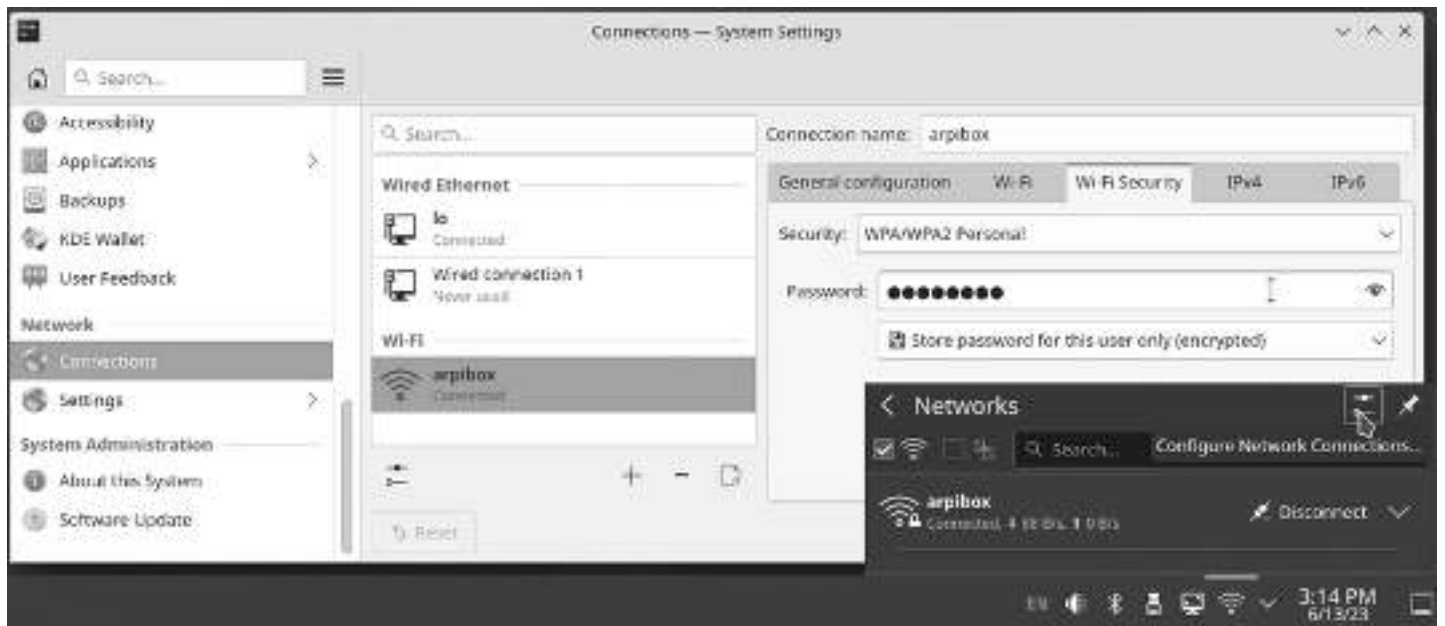 Connections — System Settings
Search...
Accessibility
Applications
Backups
KDE Wallet
User Feedback
Network
Connections
Settings
System Administration
About this System
Software Update
Search...
Wired Ethernet
lo
Connected
Wired connection 1
Never used
Wi-Fi
arpibox
Connected
Reset
Connection name: arpibox
General configuration Wi-Fi Wi-Fi Security IPv4 IPv6
Security: WPA/WPA2 Personal
Password: ●●●●●●●●
Store password for this user only (encrypted)
Networks
Search... Configure Network Connections...
arpibox
Connected,
Disconnect
EN 3:14 PM
6/13/23